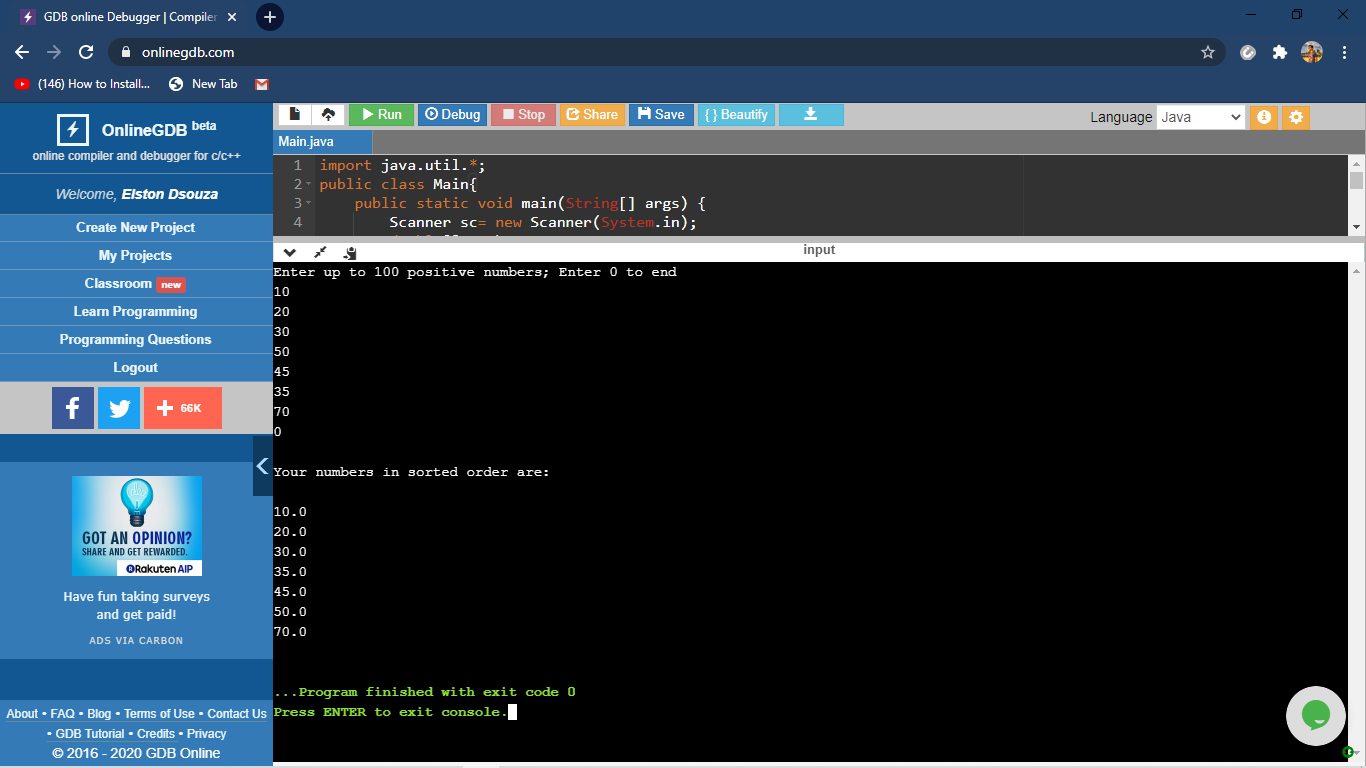 GDB online Debugger | Compiler
onlinegdb.com
(146) How to Install...
New Tab
OnlineGDB beta
online compiler and debugger for c/c++
Welcome, Elston Dsouza
Create New Project
My Projects
Classroom new
Learn Programming
Programming Questions
Logout
66K
GOT AN OPINION?
SHARE AND GET REWARDED.
Rakuten AIP
Have fun taking surveys
and get paid!
ADS VIA CARBON
About • FAQ • Blog • Terms of Use • Contact Us
• GDB Tutorial • Credits • Privacy
© 2016 - 2020 GDB Online
Run Debug Stop Share Save { } Beautify
Language Java
Main.java
1 import java.util.*;
2 public class Main{
3 public static void main(String[] args) {
4 Scanner sc= new Scanner(System.in);
input
Enter up to 100 positive numbers; Enter 0 to end
10
20
30
50
45
35
70
0
Your numbers in sorted order are:
10.0
20.0
30.0
35.0
45.0
50.0
70.0
...Program finished with exit code 0
Press ENTER to exit console.